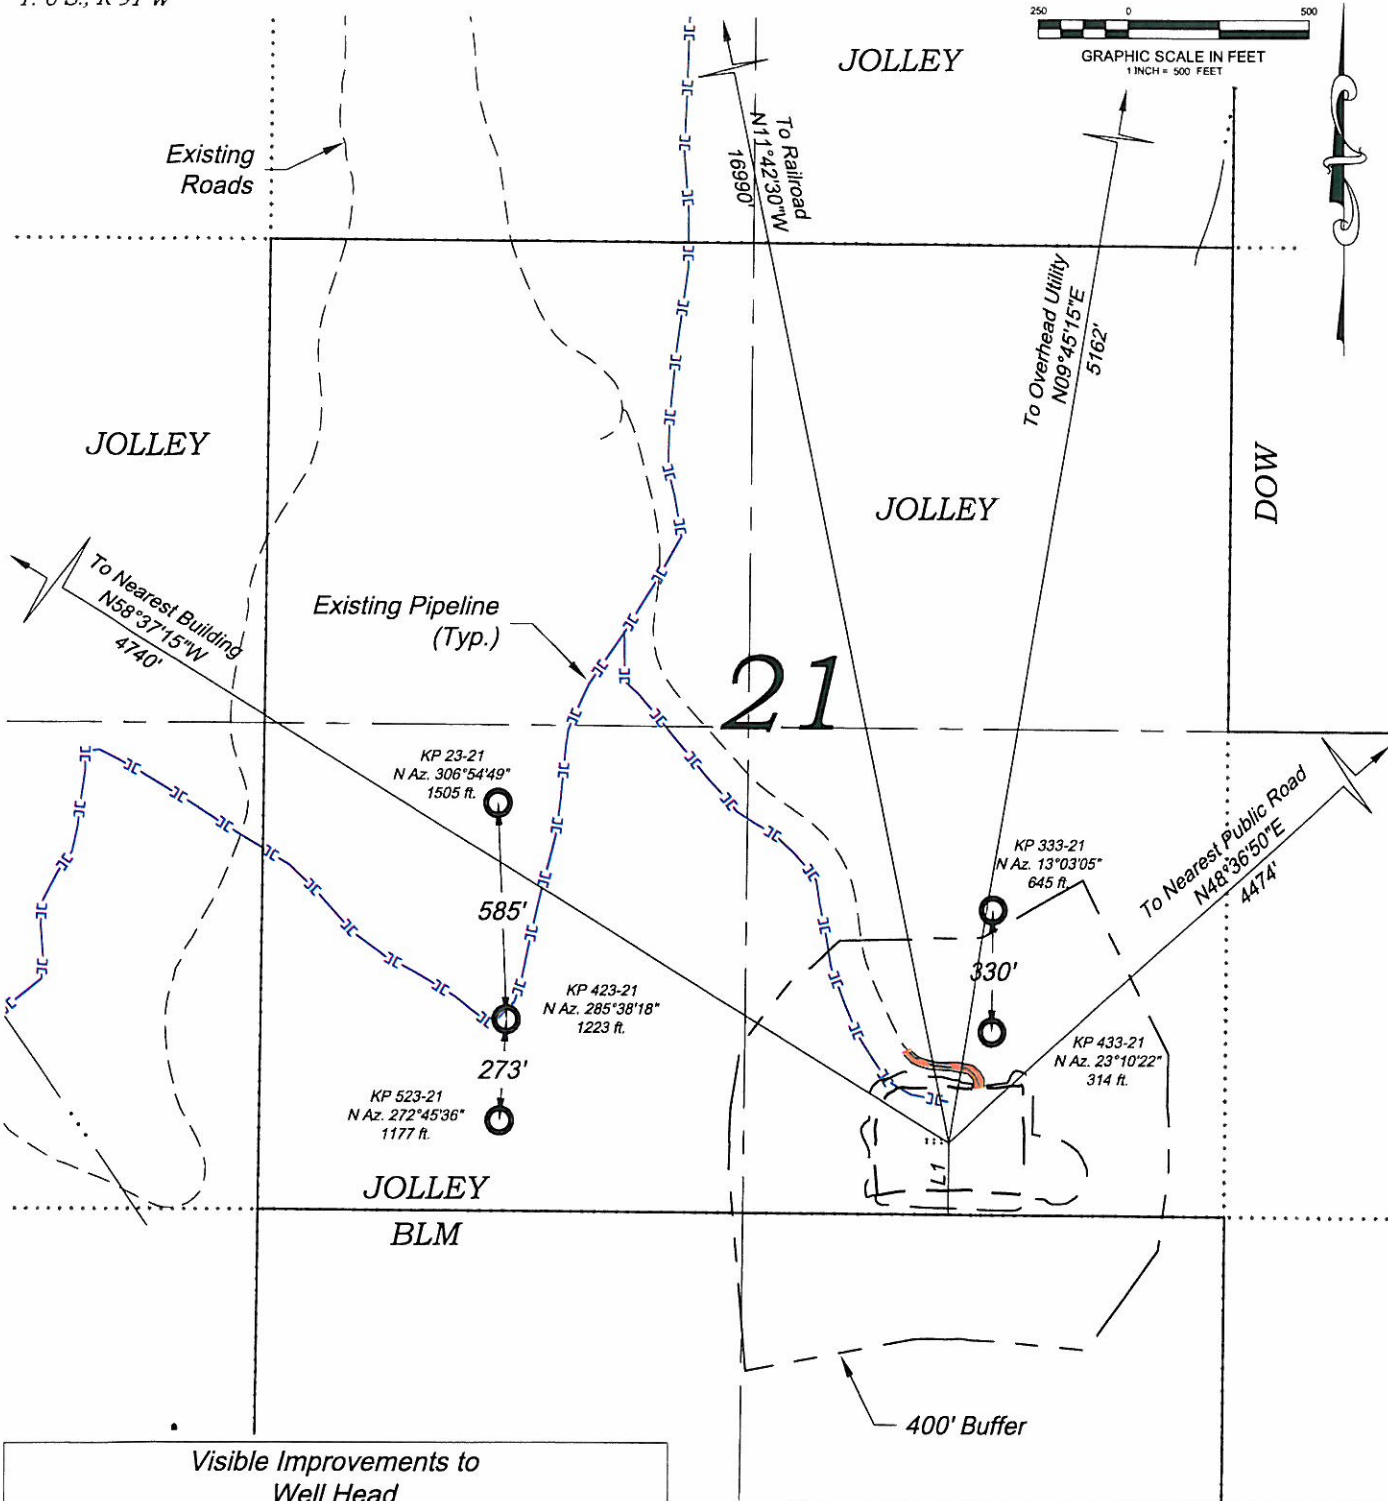 250
0
500
GRAPHIC SCALE IN FEET
1 INCH = 500 FEET
JOLLEY
To Railroad
N11°42'30"W
16990'
Existing
Roads
To Overhead Utility
N09°45'15"E
5162'
JOLLEY
JOLLEY
DOW
To Nearest Building
N58°37'15"W
4740'
Existing Pipeline
(Typ.)
21
KP 23-21
N Az. 306°54'49"
1505 ft.
To Nearest Public Road
N48°36'50"E
4474'
KP 333-21
N Az. 13°03'05"
645 ft.
585'
330'
KP 423-21
N Az. 285°38'18"
1223 ft.
KP 433-21
N Az. 23°10'22"
314 ft.
273'
KP 523-21
N Az. 272°45'36"
1177 ft.
L1
JOLLEY
BLM
400' Buffer
Visible Improvements to
Well Head